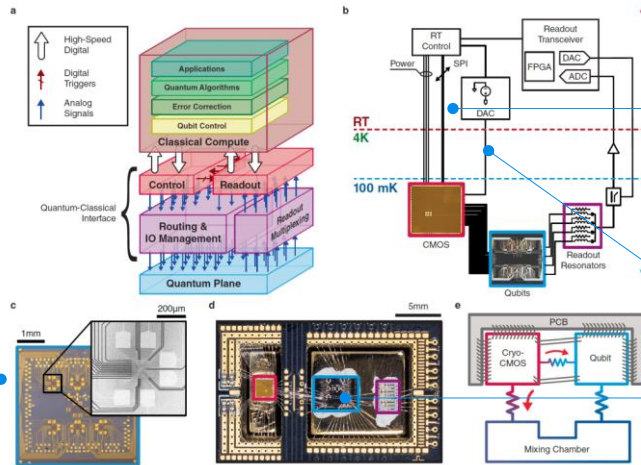 a
High-Speed
Digital
Digital
Triggers
Analog
Signals
Applications
Quantum Algorithms
Error Correction
Qubit Control
Classical Compute
Control
Readout
Quantum-Classical
Interface
Routing &
IO Management
Readout
Multiplexing
Quantum Plane
b
RT
Control
Readout
Transceiver
FPGA
DAC
ADC
Power
SPI
DAC
RT
4K
100 mK
CMOS
Qubits
Readout
Resonators
c
1mm
200µm
d
5mm
e
PCB
Cryo-
CMOS
Qubit
Mixing Chamber